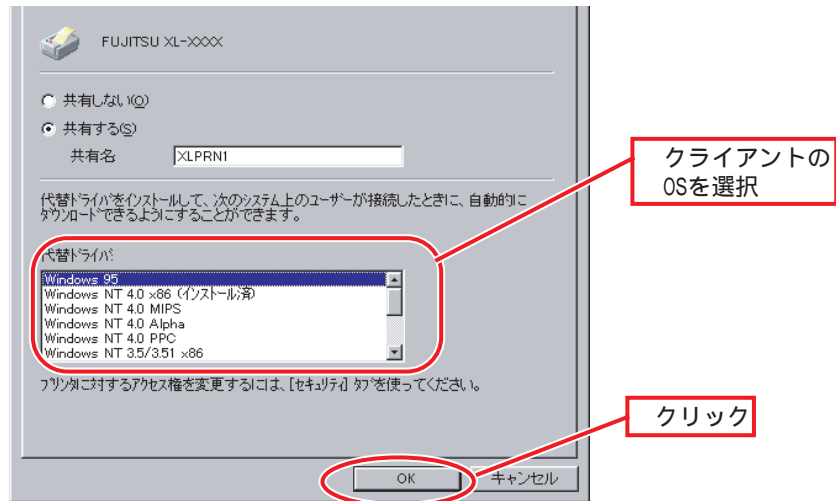 FUJITSU XL-XXXX
共有しない(O)
共有する(S)
共有名 XLPRN1
代替ドライバをインストールして、次のシステム上のユーザーが接続したときに、自動的に
ダウンロードできるようにすることができます。
代替ドライバ:
Windows 95
Windows NT 4.0 x86 (インストール済)
Windows NT 4.0 MIPS
Windows NT 4.0 Alpha
Windows NT 4.0 PPC
Windows NT 3.5/3.51 x86
プリンタに対するアクセス権を変更するには、[セキュリティ] タブを使ってください。
OK キャンセル
クライアントの
OSを選択
クリック